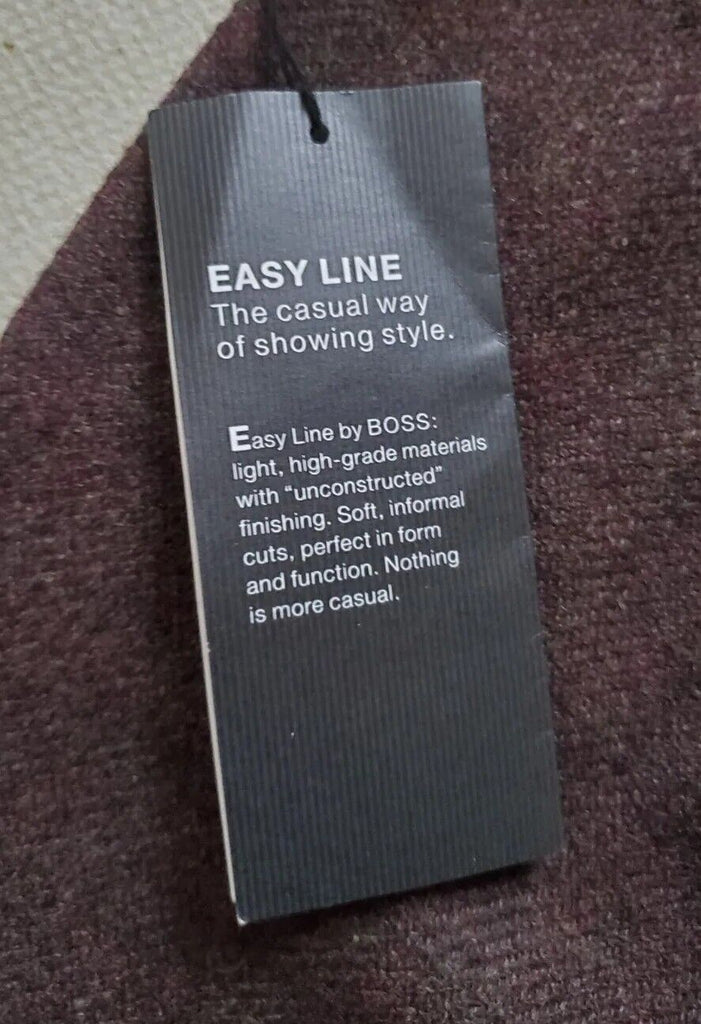 EASY LINE
The casual way
of showing style.
Easy Line by BOSS:
light, high-grade materials
with “unconstructed”
finishing. Soft, informal
cuts, perfect in form
and function. Nothing
is more casual.